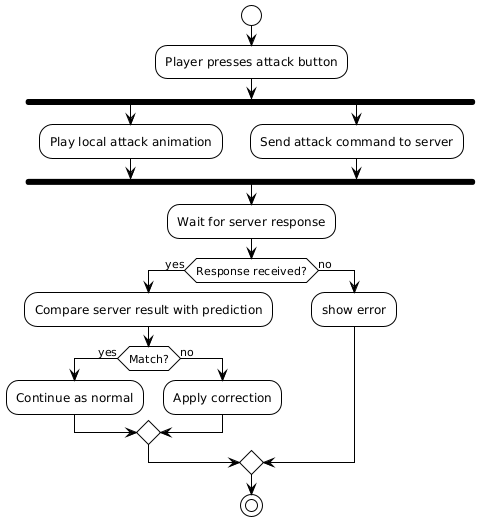 Player presses attack button
Play local attack animation
Send attack command to server
Wait for server response
yes
Response received?
no
Compare server result with prediction
show error
yes
Match?
no
Continue as normal
Apply correction